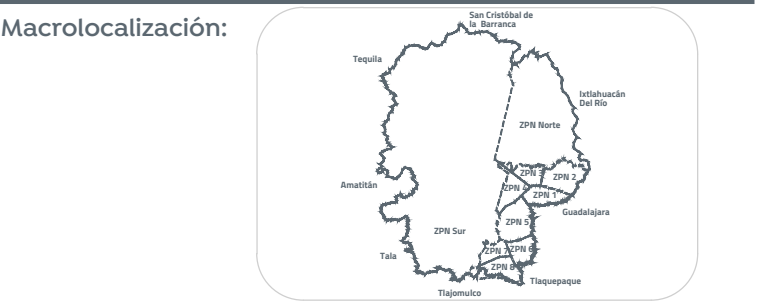 Macrolocalización:
San Cristóbal de
la Barranca
Tequila
Ixtlahuacán
Del Río
ZPN Norte
ZPN 3
ZPN 2
Amatitán
ZPN 4
ZPN 1
Guadalajara
ZPN 5
ZPN Sur
ZPN 7
ZPN 6
Tala
ZPN 8
Tlaquepaque
Tlajomulco